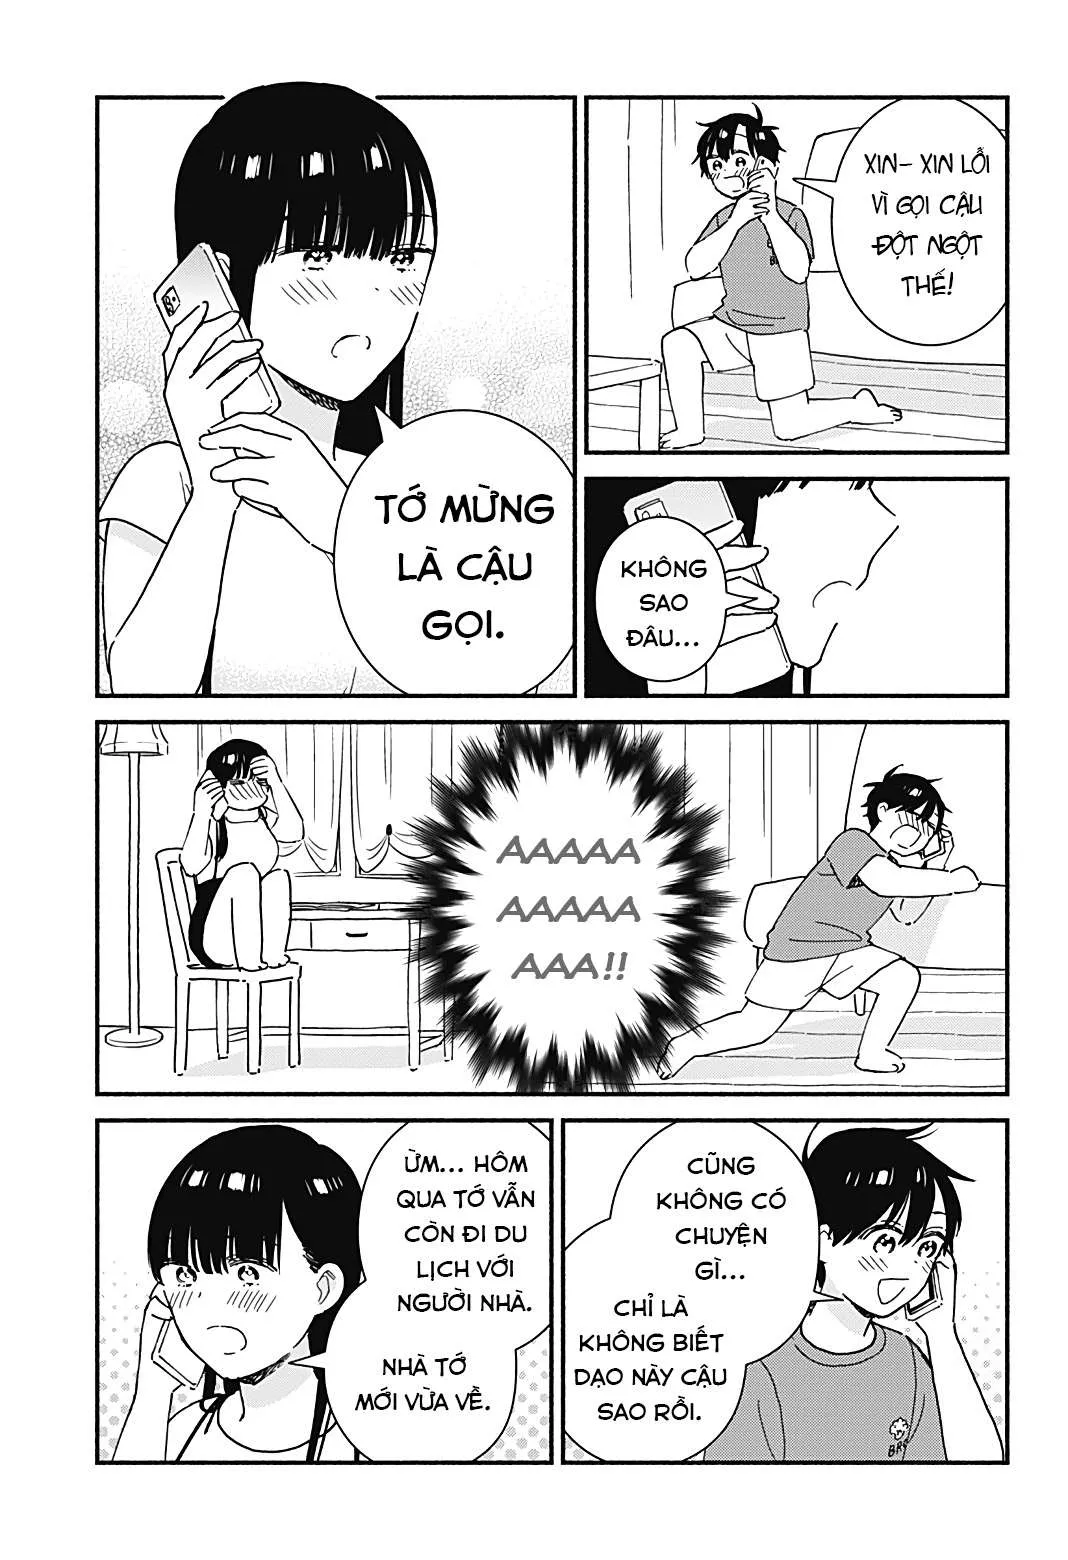 XIN- XIN LỖI
VÌ GỌI CẬU
ĐỘT NGỘT
THẾ!
KHÔNG
SAO
ĐÂU...
TỚ MỪNG
LÀ CẬU
GỌI.
AAAAA
AAAAA
AAA!!
CŨNG
KHÔNG CÓ
CHUYỆN
GÌ...
CHỈ LÀ
KHÔNG BIẾT
DẠO NÀY CẬU
SAO RỒI.
ỪM... HÔM
QUA TỚ VẪN
CÒN ĐI DU
LỊCH VỚI
NGƯỜI NHÀ.
NHÀ TỚ
MỚI VỪA VỀ.